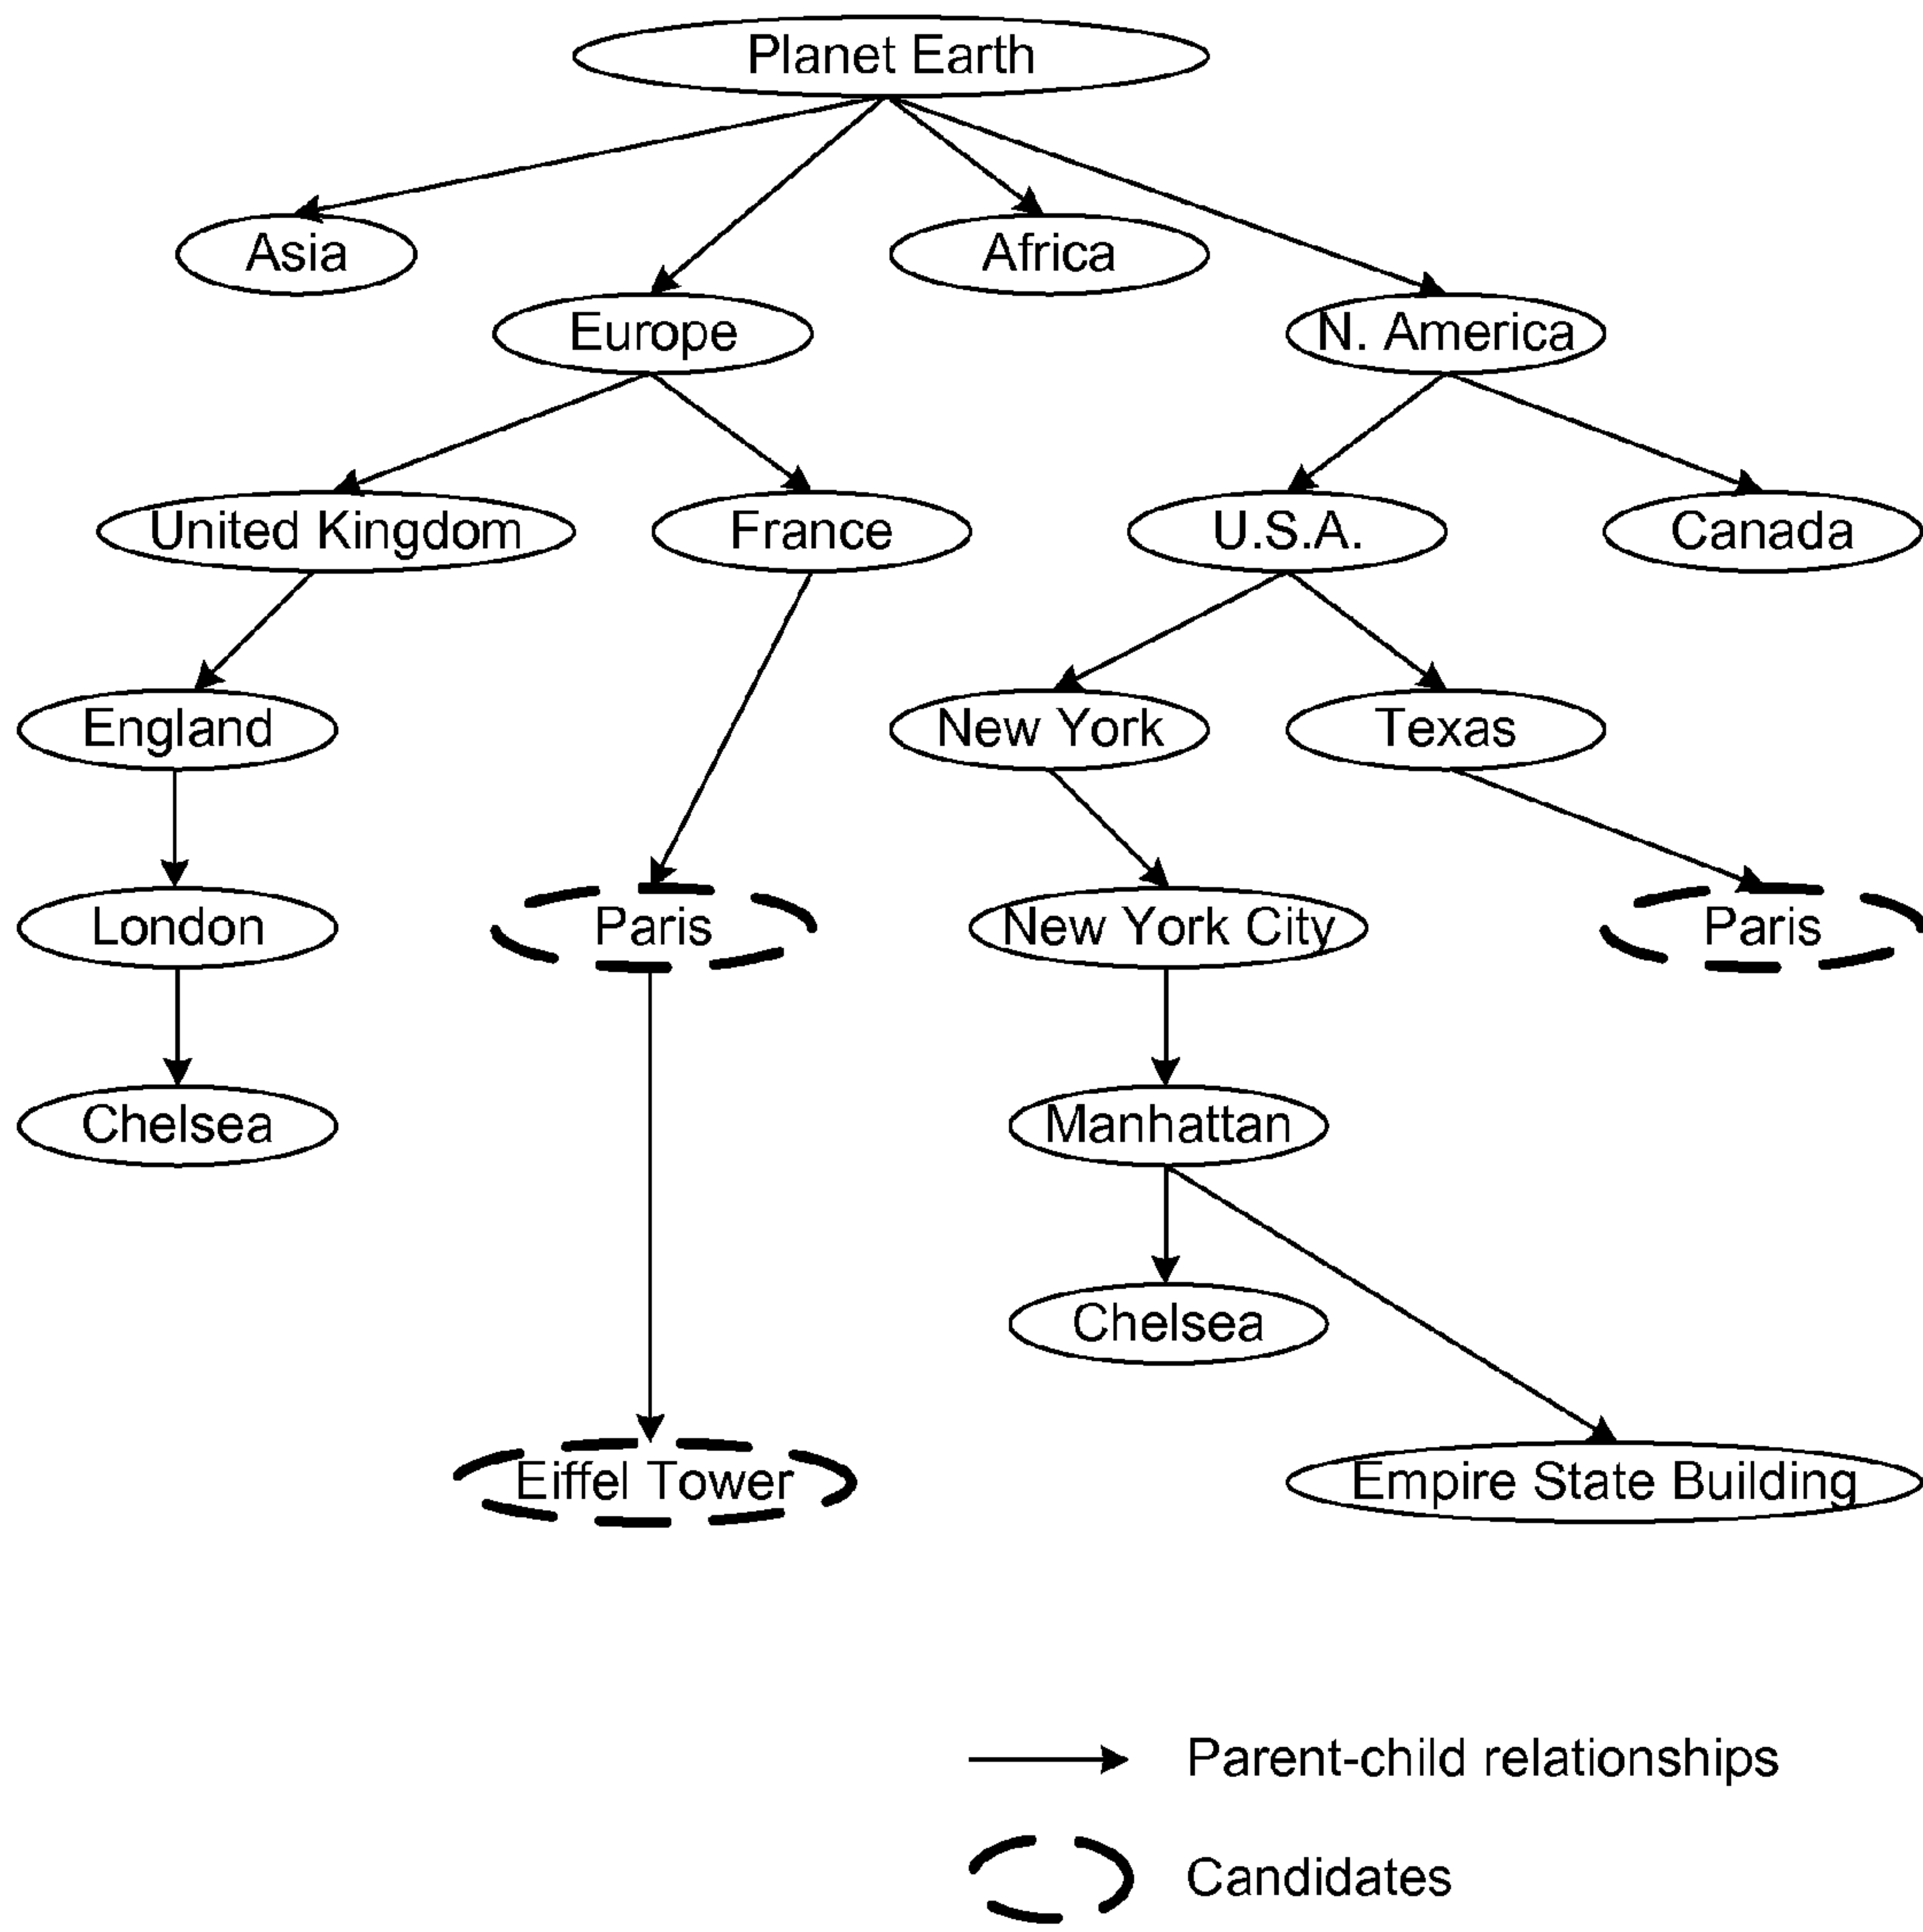 Planet Earth
Asia
Africa
Europe
N. America
United Kingdom
France
U.S.A.
Canada
England
New York
Texas
London
Paris
New York City
Paris
Chelsea
Manhattan
Chelsea
Eiffel Tower
Empire State Building
Parent-child relationships
Candidates